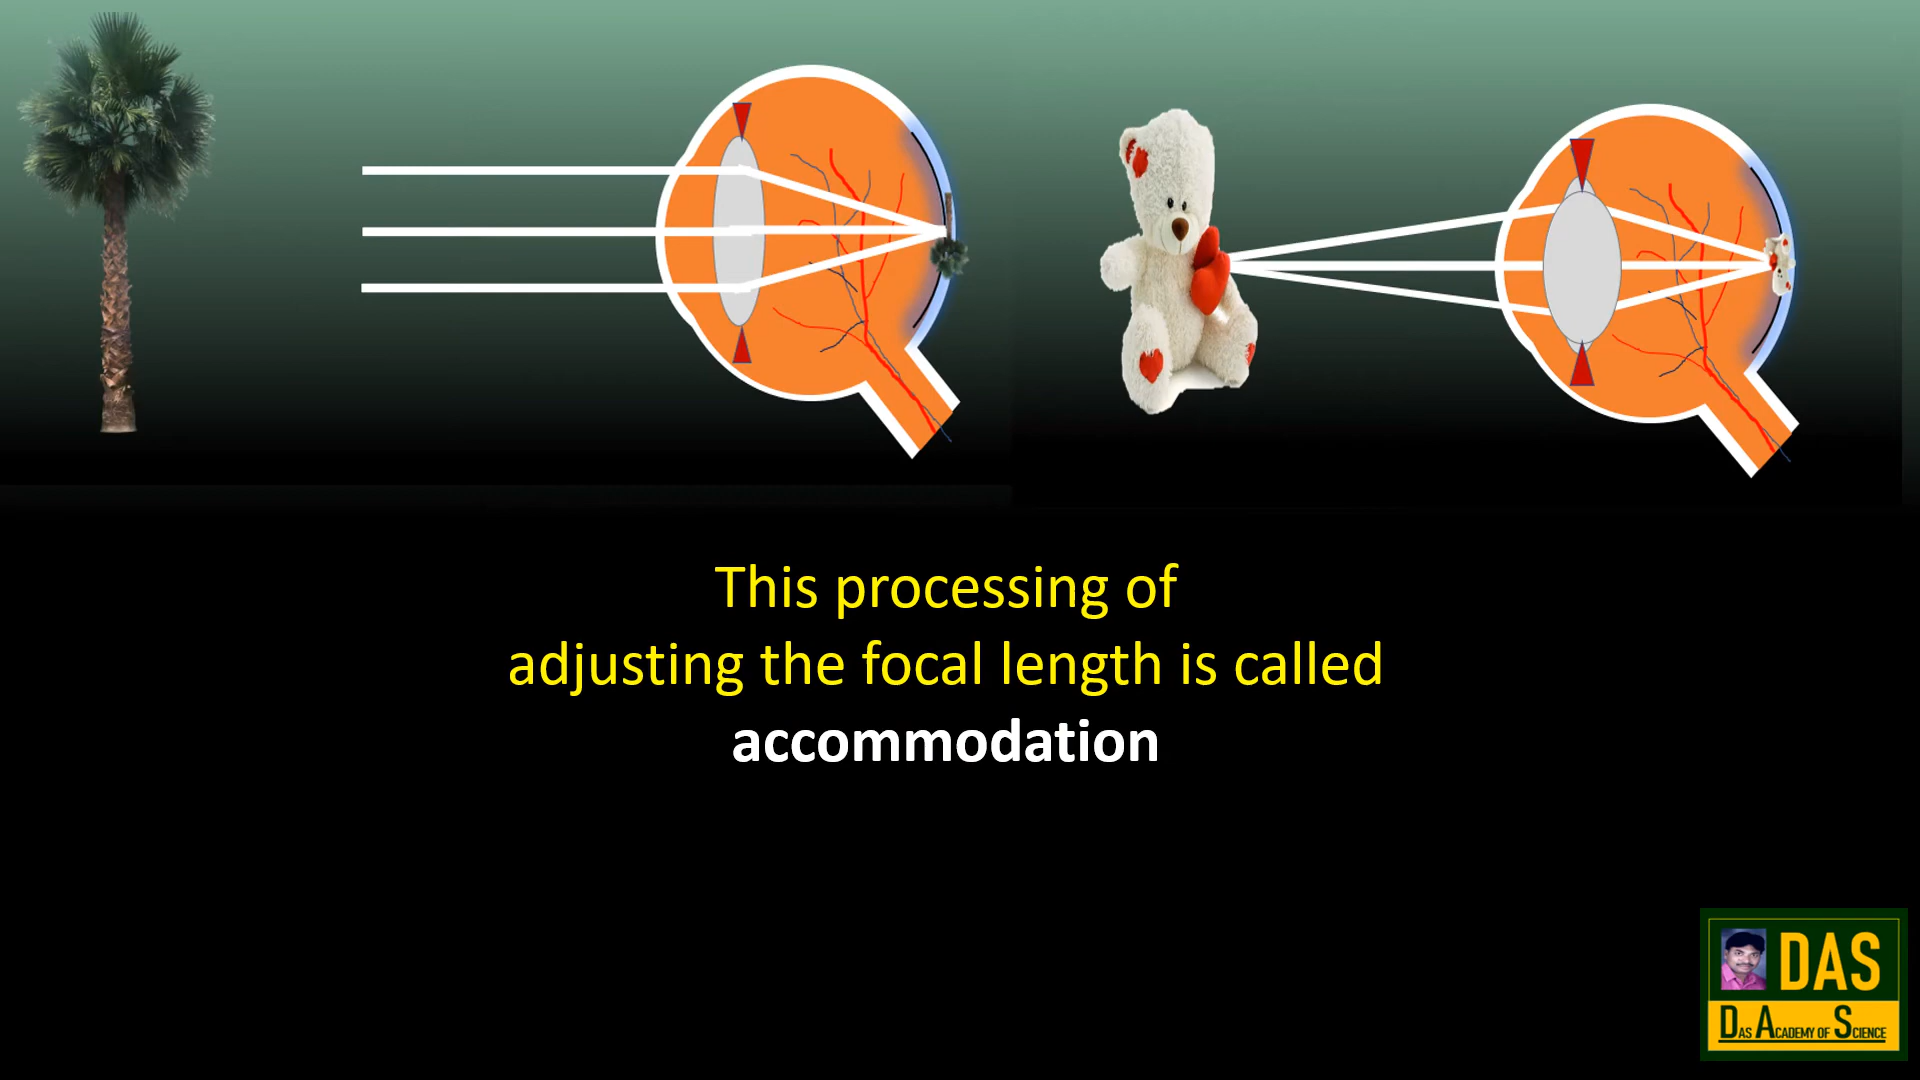 This processing of
adjusting the focal length is called
accommodation
DAS
DAS ACADEMY OF SCIENCE